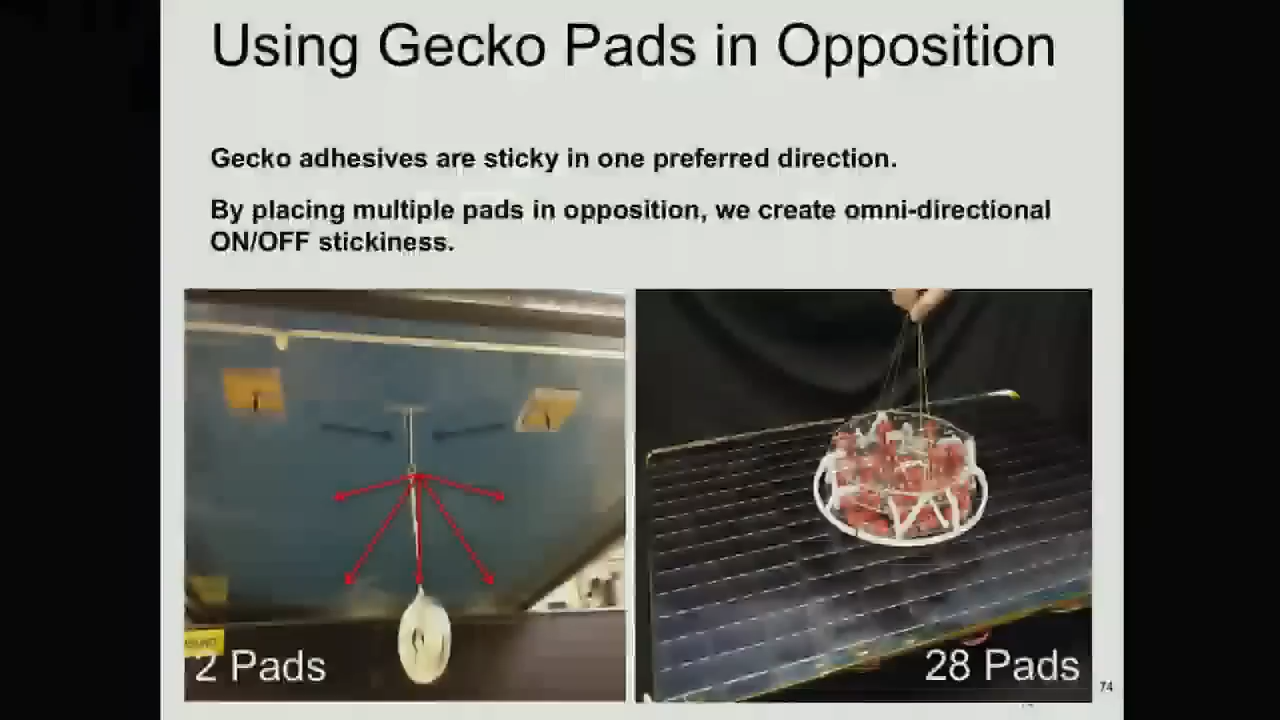 Using Gecko Pads in Opposition
Gecko adhesives are sticky in one preferred direction.
By placing multiple pads in opposition, we create omni-directional
ON/OFF stickiness.
2 Pads
28 Pads
74